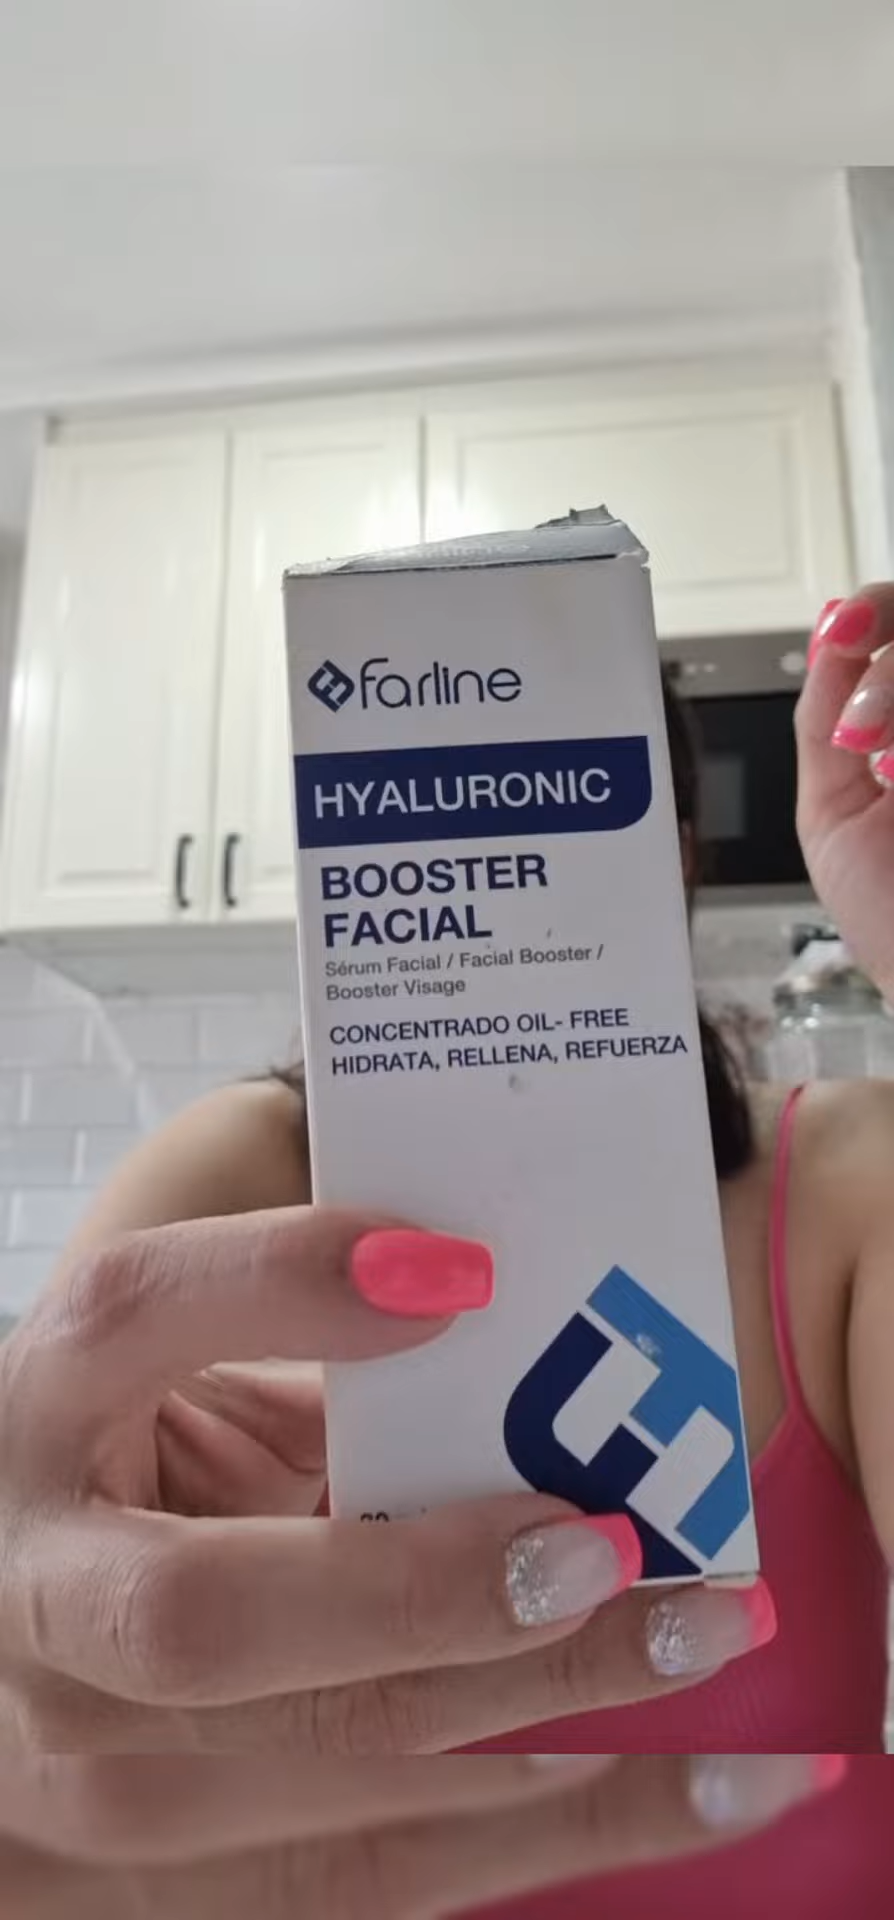 farline
HYALURONIC
BOOSTER
FACIAL
Sérum Facial / Facial Booster /
Booster Visage
CONCENTRADO OIL- FREE
HIDRATA, RELLENA, REFUERZA